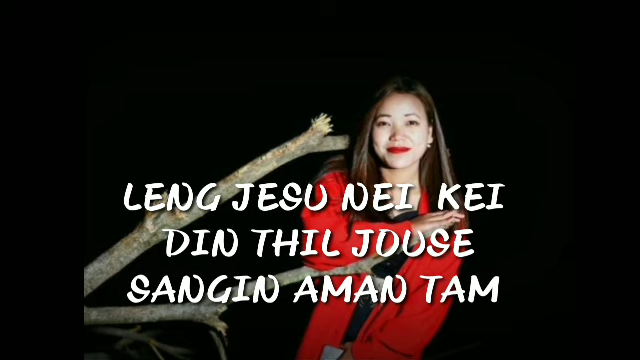 LENG JESU NEI KEI
DIN THIL JOUSE
SANGIN AMAN TAM